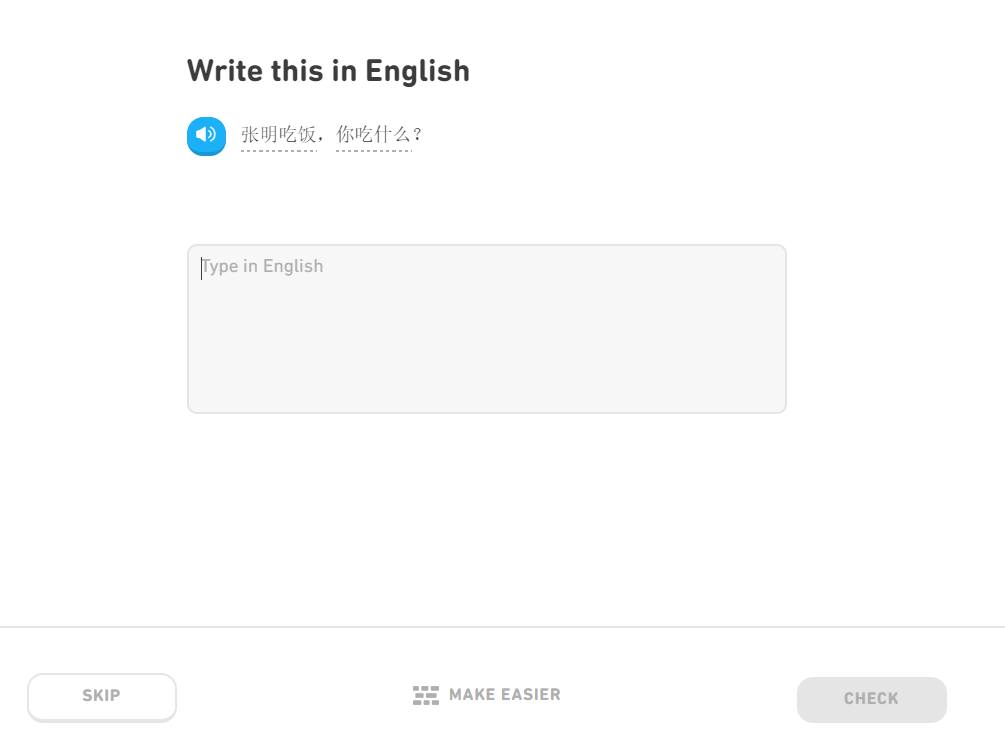 Write this in English
张明吃饭，你吃什么？
Type in English
SKIP
MAKE EASIER
CHECK